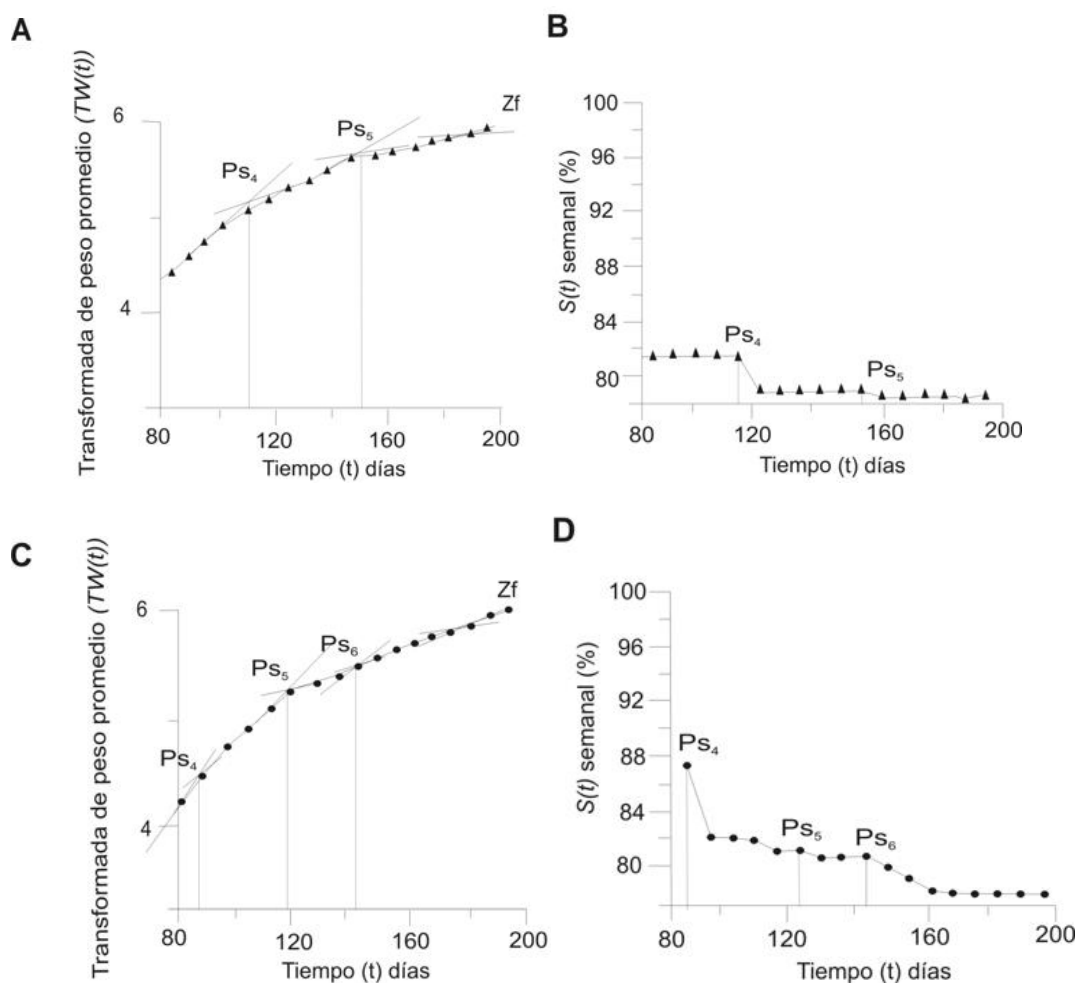 A
Transformada de peso promedio (TW(t))
6
4
Ps4
Ps5
Zf
80 120 160 200
Tiempo (t) días
B
S(t) semanal (%)
100
96
92
88
84
80
Ps4
Ps5
80 120 160 200
Tiempo (t) días
C
Transformada de peso promedio (TW(t))
6
4
Ps4
Ps5
Ps6
Zf
80 120 160 200
Tiempo (t) días
D
S(t) semanal (%)
100
96
92
88
84
80
Ps4
Ps5
Ps6
80 120 160 200
Tiempo (t) días